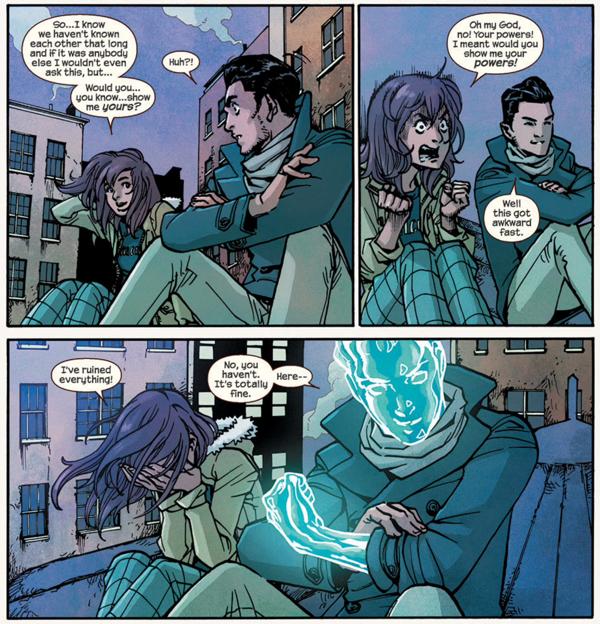 So...I know
we haven't known
each other that long
and if it was anybody
else I wouldn't even
ask this, but...
Would you...
you know...show
me yours?
Huh?!
Oh my God,
no! Your powers!
I meant would you
show me your
powers!
Well
this got
awkward
fast.
I've ruined
everything!
No, you
haven't.
It's totally
fine.
Here--